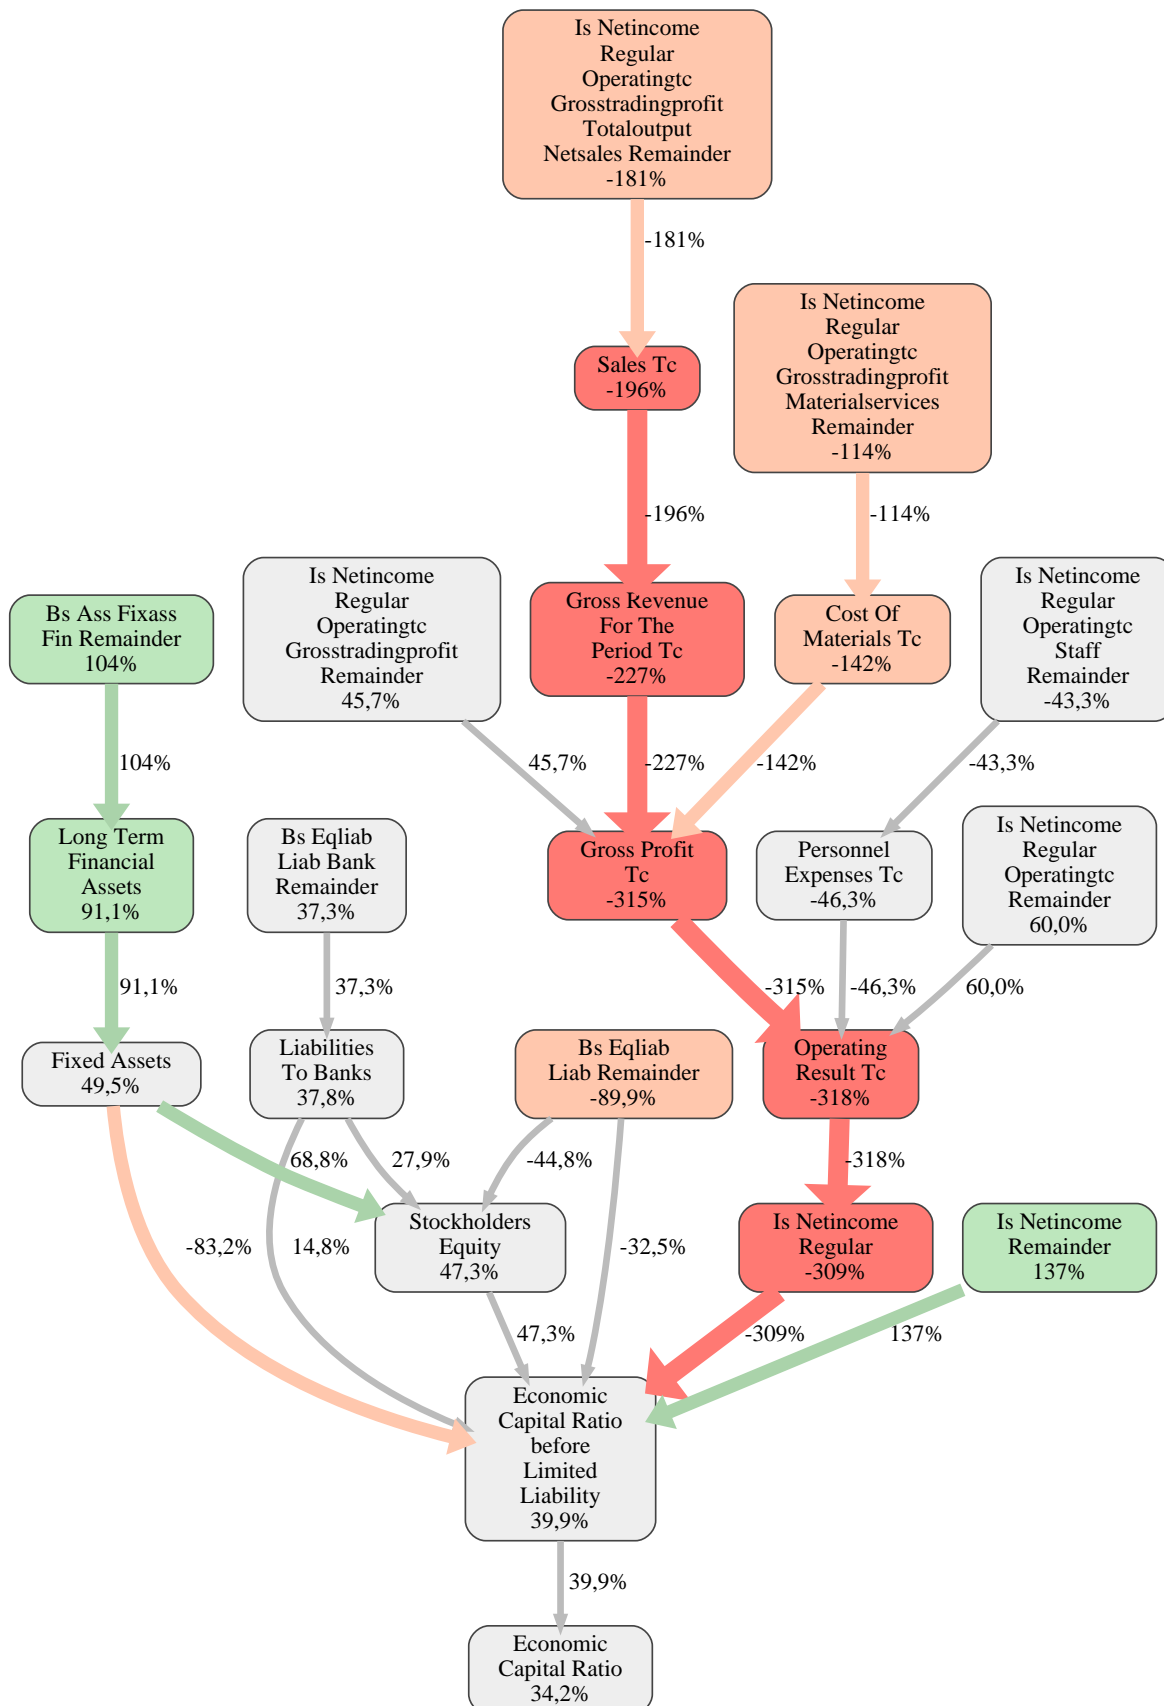 Is Netincome
Regular
Operatingtc
Grosstradingprofit
Totaloutput
Netsales Remainder
-181%
-181%
Is Netincome
Regular
Operatingtc
Grosstradingprofit
Materialservices
Remainder
-114%
Sales Tc
-196%
-196%
-114%
Is Netincome
Regular
Operatingtc
Grosstradingprofit
Remainder
45,7%
Is Netincome
Regular
Operatingtc
Staff
Remainder
-43,3%
Bs Ass Fixass
Fin Remainder
104%
Gross Revenue
For The
Period Tc
-227%
Cost Of
Materials Tc
-142%
104%
45,7%
-227%
-142%
-43,3%
Long Term
Financial
Assets
91,1%
Bs Eqliab
Liab Bank
Remainder
37,3%
Gross Profit
Tc
-315%
Personnel
Expenses Tc
-46,3%
Is Netincome
Regular
Operatingtc
Remainder
60,0%
91,1%
37,3%
-315%
-46,3%
60,0%
Fixed Assets
49,5%
Liabilities
To Banks
37,8%
Bs Eqliab
Liab Remainder
-89,9%
Operating
Result Tc
-318%
68,8%
27,9%
-44,8%
-318%
-83,2%
14,8%
Stockholders
Equity
47,3%
-32,5%
Is Netincome
Regular
-309%
Is Netincome
Remainder
137%
47,3%
-309%
137%
Economic
Capital Ratio
before
Limited
Liability
39,9%
39,9%
Economic
Capital Ratio
34,2%